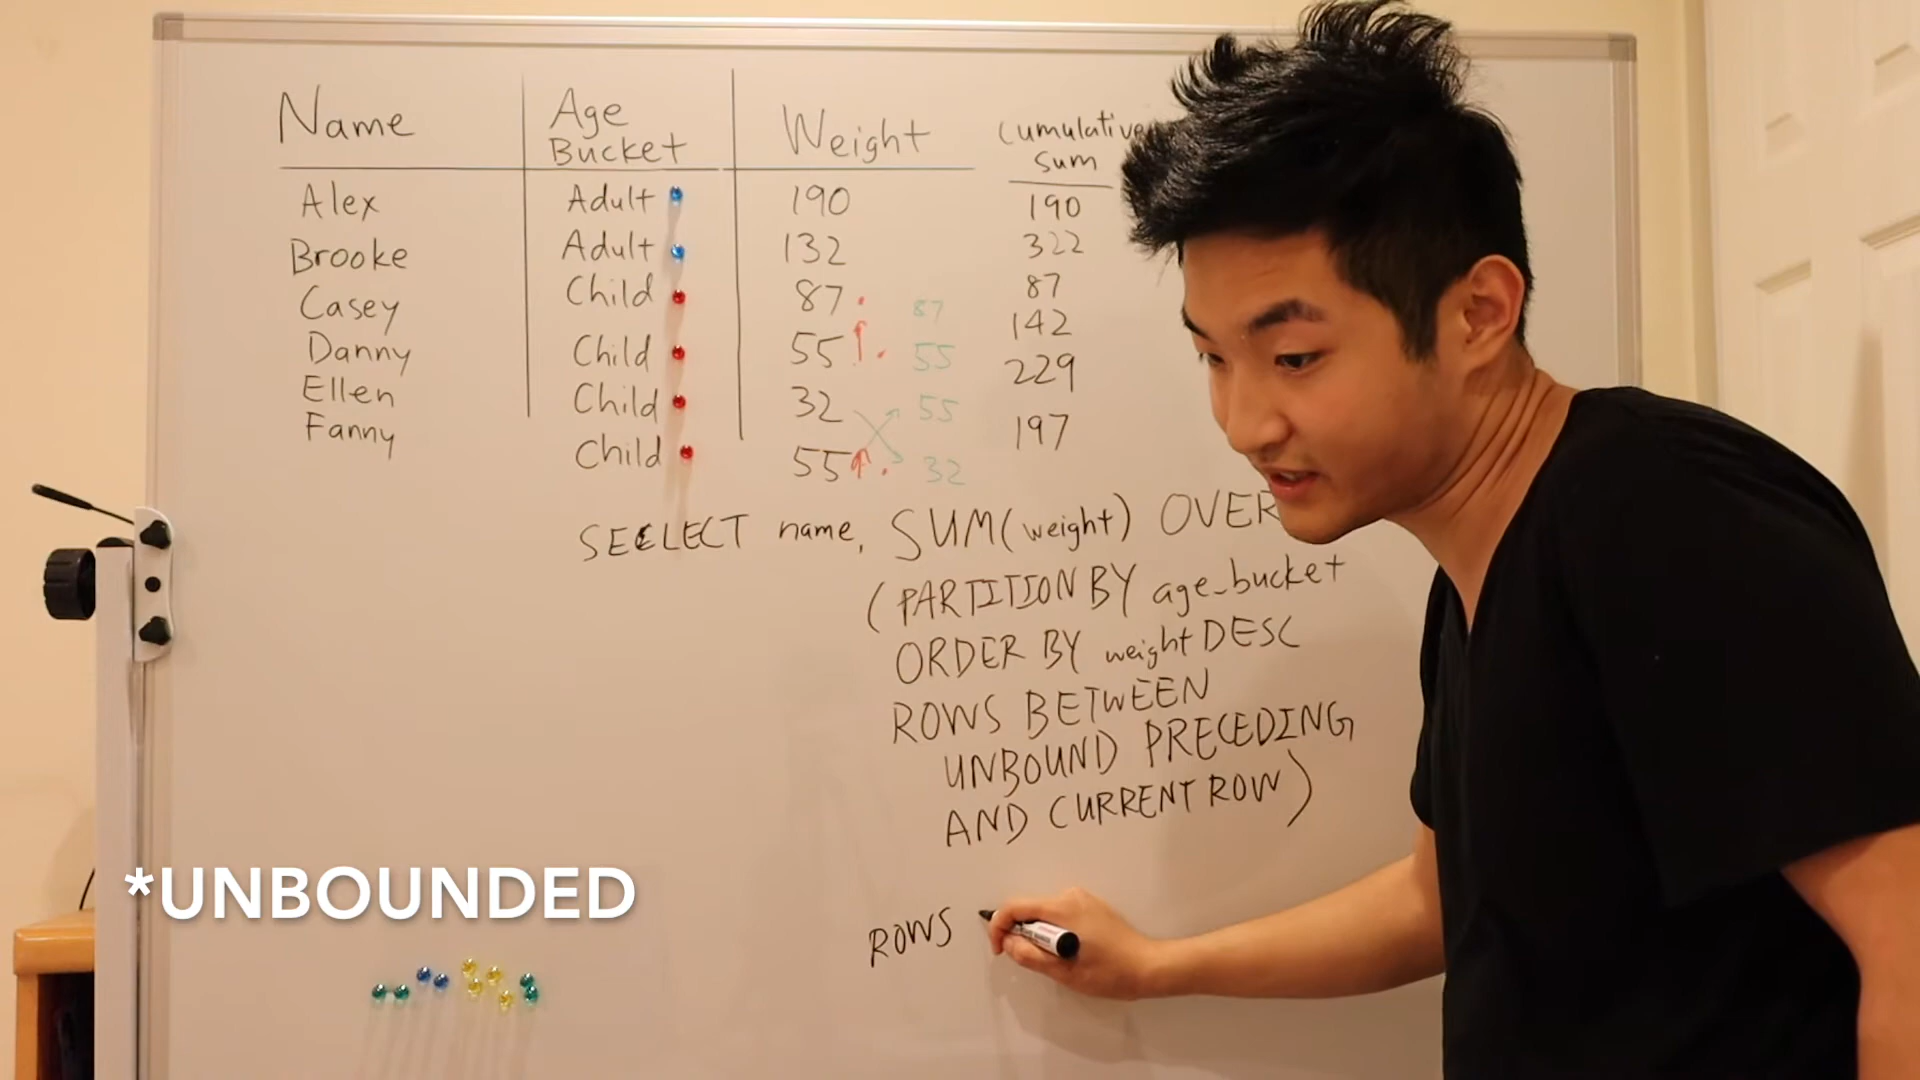 Name Age Bucket Weight Cumulative Sum
Alex Adult 190 190
Brooke Adult 132 322
Casey Child 87 87 87
Danny Child 55 55 142
Ellen Child 32 55 229
Fanny Child 55 32 197
SELECT name, SUM(weight) OVER
(PARTITION BY age_bucket
ORDER BY weight DESC
ROWS BETWEEN
UNBOUND PRECEDING
AND CURRENT ROW)
*UNBOUNDED
ROWS